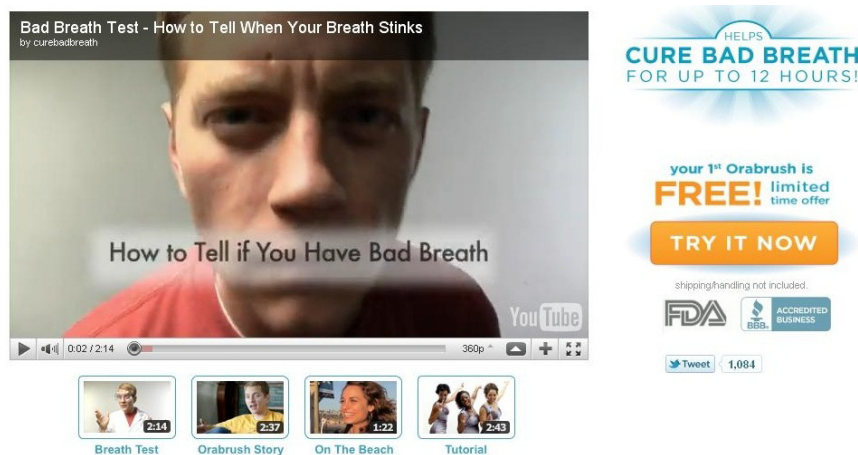 Bad Breath Test - How to Tell When Your Breath Stinks
by curebadbreath
How to Tell if You Have Bad Breath
YouTube
0:02 / 2:14
360p
2:14
2:37
1:22
2:43
Breath Test
Orabrush Story
On The Beach
Tutorial
HELPS
CURE BAD BREATH
FOR UP TO 12 HOURS!
your 1st Orabrush is
FREE! limited time offer
TRY IT NOW
shipping/handling not included.
FDA
BBB. ACCREDITED BUSINESS
Tweet 1,084